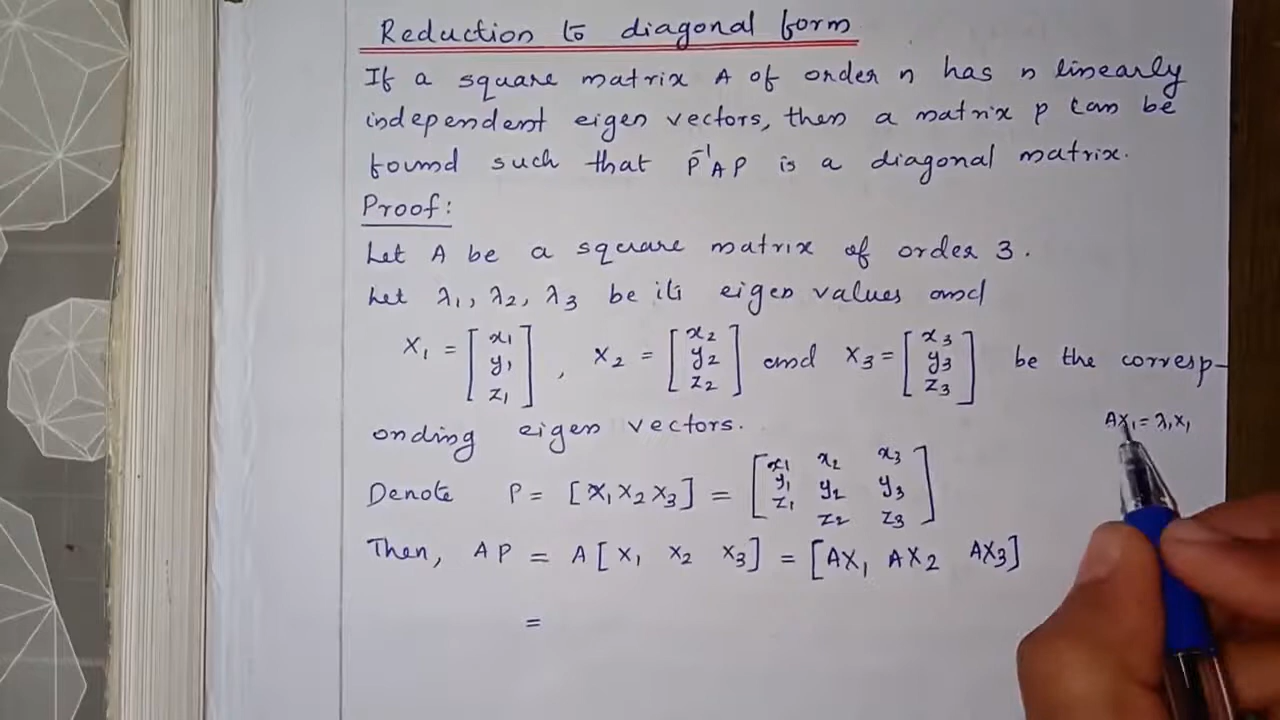 Reduction to diagonal form
If a square matrix A of order n has n linearly
independent eigen vectors, then a matrix p can be
found such that P⁻¹AP is a diagonal matrix.
Proof:
Let A be a square matrix of order 3.
Let λ₁, λ₂, λ₃ be its eigen values and
X₁ = [x₁ y₁ z₁], X₂ = [x₂ y₂ z₂] and X₃ = [x₃ y₃ z₃] be the corresp-
onding eigen vectors.
AX₁ = λ₁X₁
Denote P = [X₁ X₂ X₃] = [x₁ x₂ x₃ y₁ y₂ y₃ z₁ z₂ z₃]
Then, AP = A[X₁ X₂ X₃] = [AX₁ AX₂ AX₃]
=